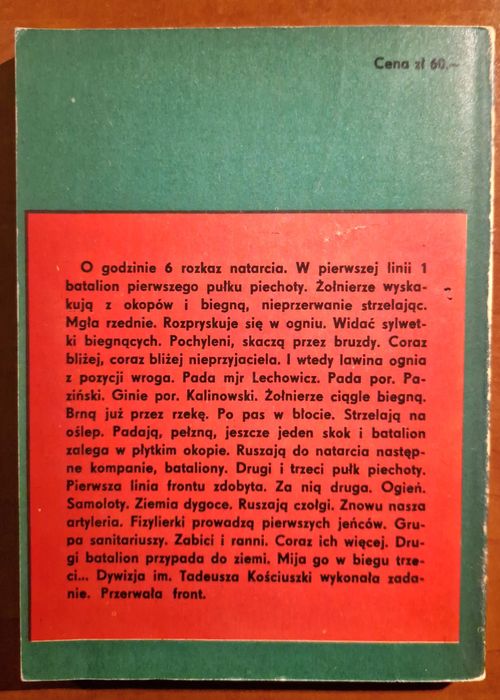 Cena zł 60,—
O godzinie 6 rozkaz natarcia. W pierwszej linii 1
batalion pierwszego pułku piechoty. Żołnierze wyska-
kują z okopów i biegną, nieprzerwanie strzelając.
Mgła rzednie. Rozpryskuje się w ogniu. Widać sylwet-
ki biegnących. Pochyleni, skaczą przez bruzdy. Coraz
bliżej, coraz bliżej nieprzyjaciela. I wtedy lawina ognia
z pozycji wroga. Pada mjr Lechowicz. Pada por. Pa-
ziński. Ginie por. Kalinowski. Żołnierze ciągle biegną.
Brną już przez rzekę. Po pas w błocie. Strzelają na
oślep. Padają, pełzną, jeszcze jeden skok i batalion
zalega w płytkim okopie. Ruszają do natarcia następ-
ne kompanie, bataliony. Drugi i trzeci pułk piechoty.
Pierwsza linia frontu zdobyta. Za nią druga. Ogień.
Samoloty. Ziemia dygoce. Ruszają czołgi. Znowu nasza
artyleria. Fizylierki prowadzą pierwszych jeńców. Gru-
pa sanitariuszy. Zabici i ranni. Coraz ich więcej. Dru-
gi batalion przypada do ziemi. Mija go w biegu trze-
ci... Dywizja im. Tadeusza Kościuszki wykonała zada-
nie. Przerwała front.